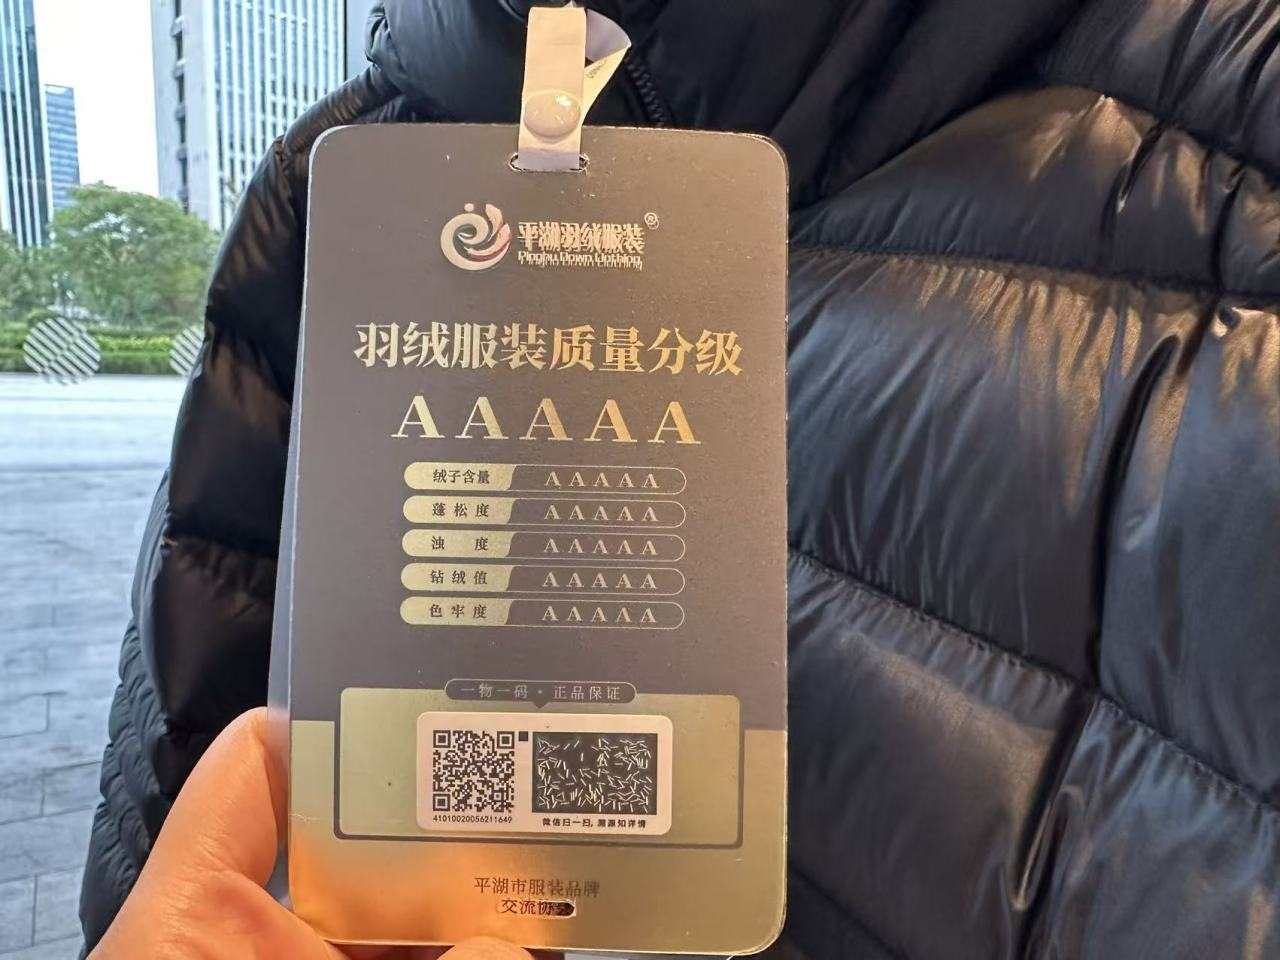 平湖羽绒服装®
Pinghu Down Clothing
羽绒服装质量分级
AAAAA
绒子含量 AAAAA
蓬松度 AAAAA
浊度 AAAAA
钻绒值 AAAAA
色牢度 AAAAA
一物一码·正品保证
41010020056211649
微信扫一扫,溯源知详情
平湖市服装品牌
交流协